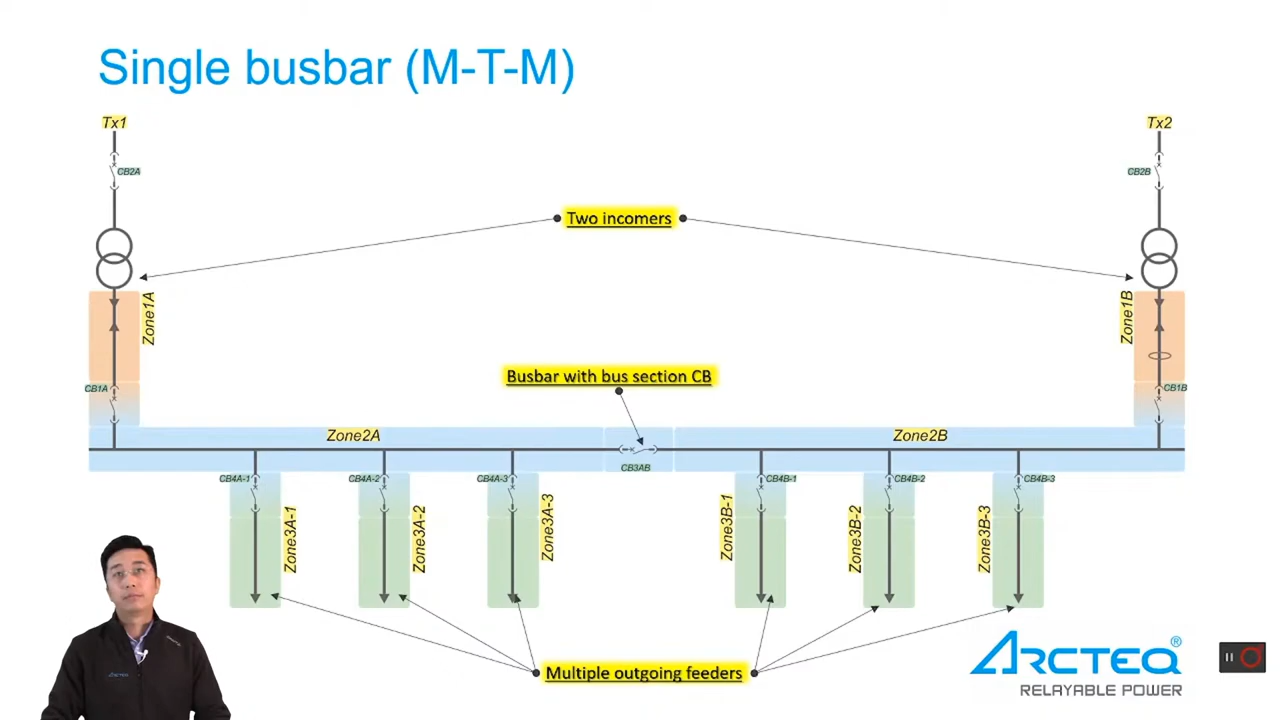 Single busbar (M-T-M)
Tx1
Tx2
CB2A
CB2B
Two incomers
Zone1A
Zone1B
Busbar with bus section CB
CB1A
CB1B
Zone2A
Zone2B
CB3AB
CB4A-1
CB4A-2
CB4A-3
CB4B-1
CB4B-2
CB4B-3
Zone3A-1
Zone3A-2
Zone3A-3
Zone3B-1
Zone3B-2
Zone3B-3
Multiple outgoing feeders
ARCTEQ®
RELAYABLE POWER
ARCTEQ